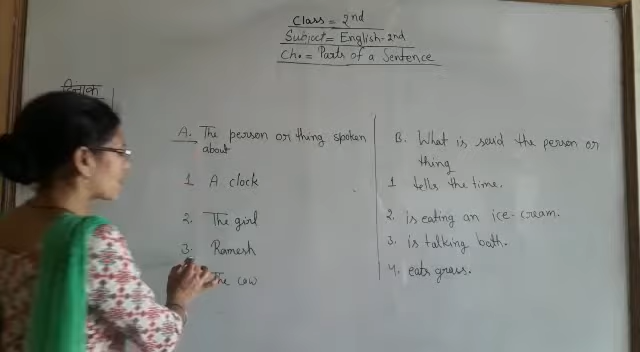 Class = 2nd
Subject = English-2nd
Ch. = Parts of a Sentence
दिनांक
A. The person or thing spoken
about
1 A clock
2. The girl
3. Ramesh
The cow
B. What is said the person or
thing
1 tells the time.
2. is eating an ice-cream.
3. is talking bath.
4. eats grass.